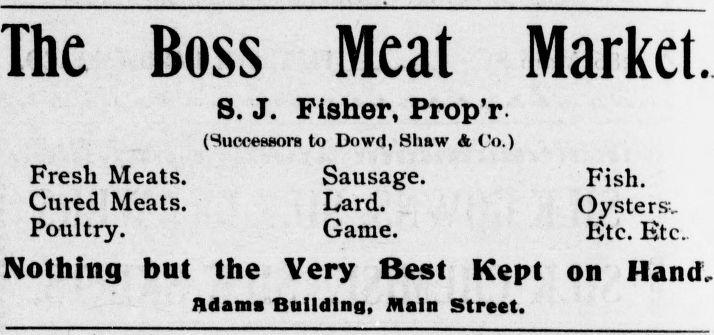 The Boss Meat Market.
S. J. Fisher, Prop'r.
(Successors to Dowd, Shaw & Co.)
Fresh Meats. Sausage. Fish.
Cured Meats. Lard. Oysters.
Poultry. Game. Etc. Etc.
Nothing but the Very Best Kept on Hand.
Adams Building, Main Street.